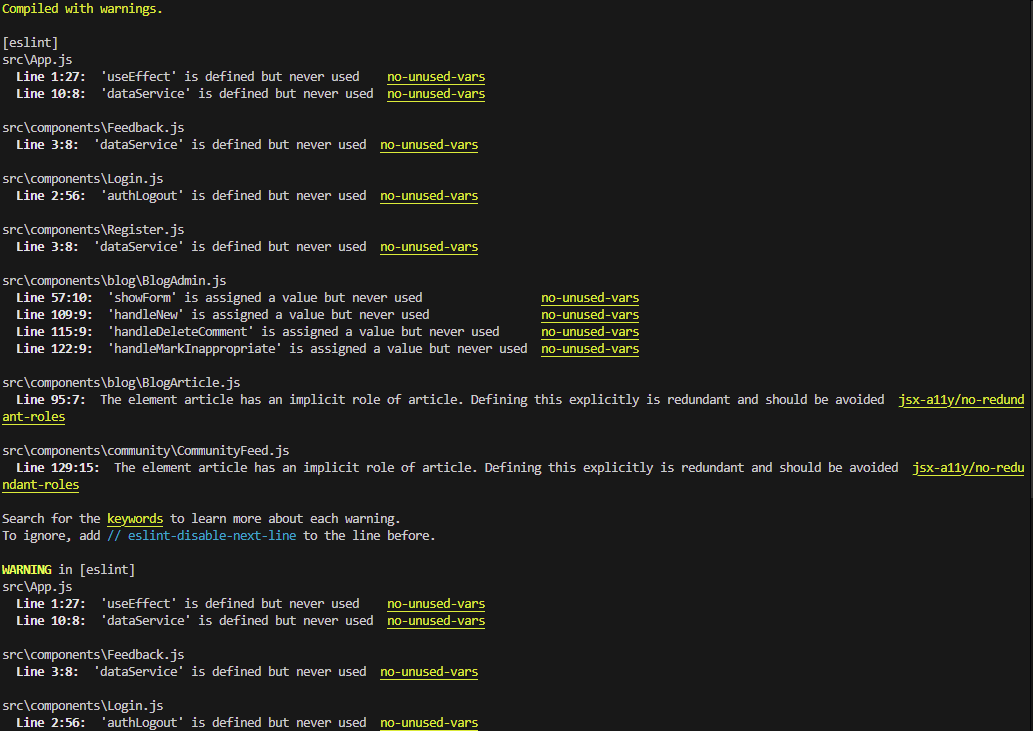 Compiled with warnings.
[eslint]
src\App.js
Line 1:27:  'useEffect' is defined but never used    no-unused-vars
Line 10:8:  'dataService' is defined but never used  no-unused-vars
src\components\Feedback.js
Line 3:8:  'dataService' is defined but never used  no-unused-vars
src\components\Login.js
Line 2:56:  'authLogout' is defined but never used  no-unused-vars
src\components\Register.js
Line 3:8:  'dataService' is defined but never used  no-unused-vars
src\components\blog\BlogAdmin.js
Line 57:10:  'showForm' is assigned a value but never used                 no-unused-vars
Line 109:9:  'handleNew' is assigned a value but never used                no-unused-vars
Line 115:9:  'handleDeleteComment' is assigned a value but never used      no-unused-vars
Line 122:9:  'handleMarkInappropriate' is assigned a value but never used  no-unused-vars
src\components\blog\BlogArticle.js
Line 95:7:  The element article has an implicit role of article. Defining this explicitly is redundant and should be avoided  jsx-a11y/no-redund
ant-roles
src\components\community\CommunityFeed.js
Line 129:15:  The element article has an implicit role of article. Defining this explicitly is redundant and should be avoided  jsx-a11y/no-redu
ndant-roles
Search for the keywords to learn more about each warning.
To ignore, add // eslint-disable-next-line to the line before.
WARNING in [eslint]
src\App.js
Line 1:27:  'useEffect' is defined but never used    no-unused-vars
Line 10:8:  'dataService' is defined but never used  no-unused-vars
src\components\Feedback.js
Line 3:8:  'dataService' is defined but never used  no-unused-vars
src\components\Login.js
Line 2:56:  'authLogout' is defined but never used  no-unused-vars